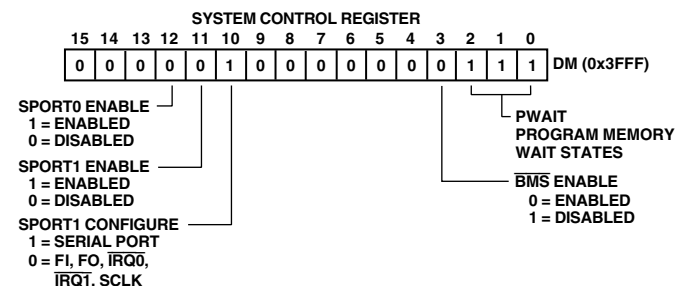 SYSTEM CONTROL REGISTER
15 14 13 12 11 10 9 8 7 6 5 4 3 2 1 0
0 0 0 0 0 1 0 0 0 0 0 0 0 1 1 1 DM (0x3FFF)
SPORT0 ENABLE
1 = ENABLED
0 = DISABLED
SPORT1 ENABLE
1 = ENABLED
0 = DISABLED
SPORT1 CONFIGURE
1 = SERIAL PORT
0 = FI, FO, IRQ0,
IRQ1, SCLK
PWAIT
PROGRAM MEMORY
WAIT STATES
BMS ENABLE
0 = ENABLED
1 = DISABLED